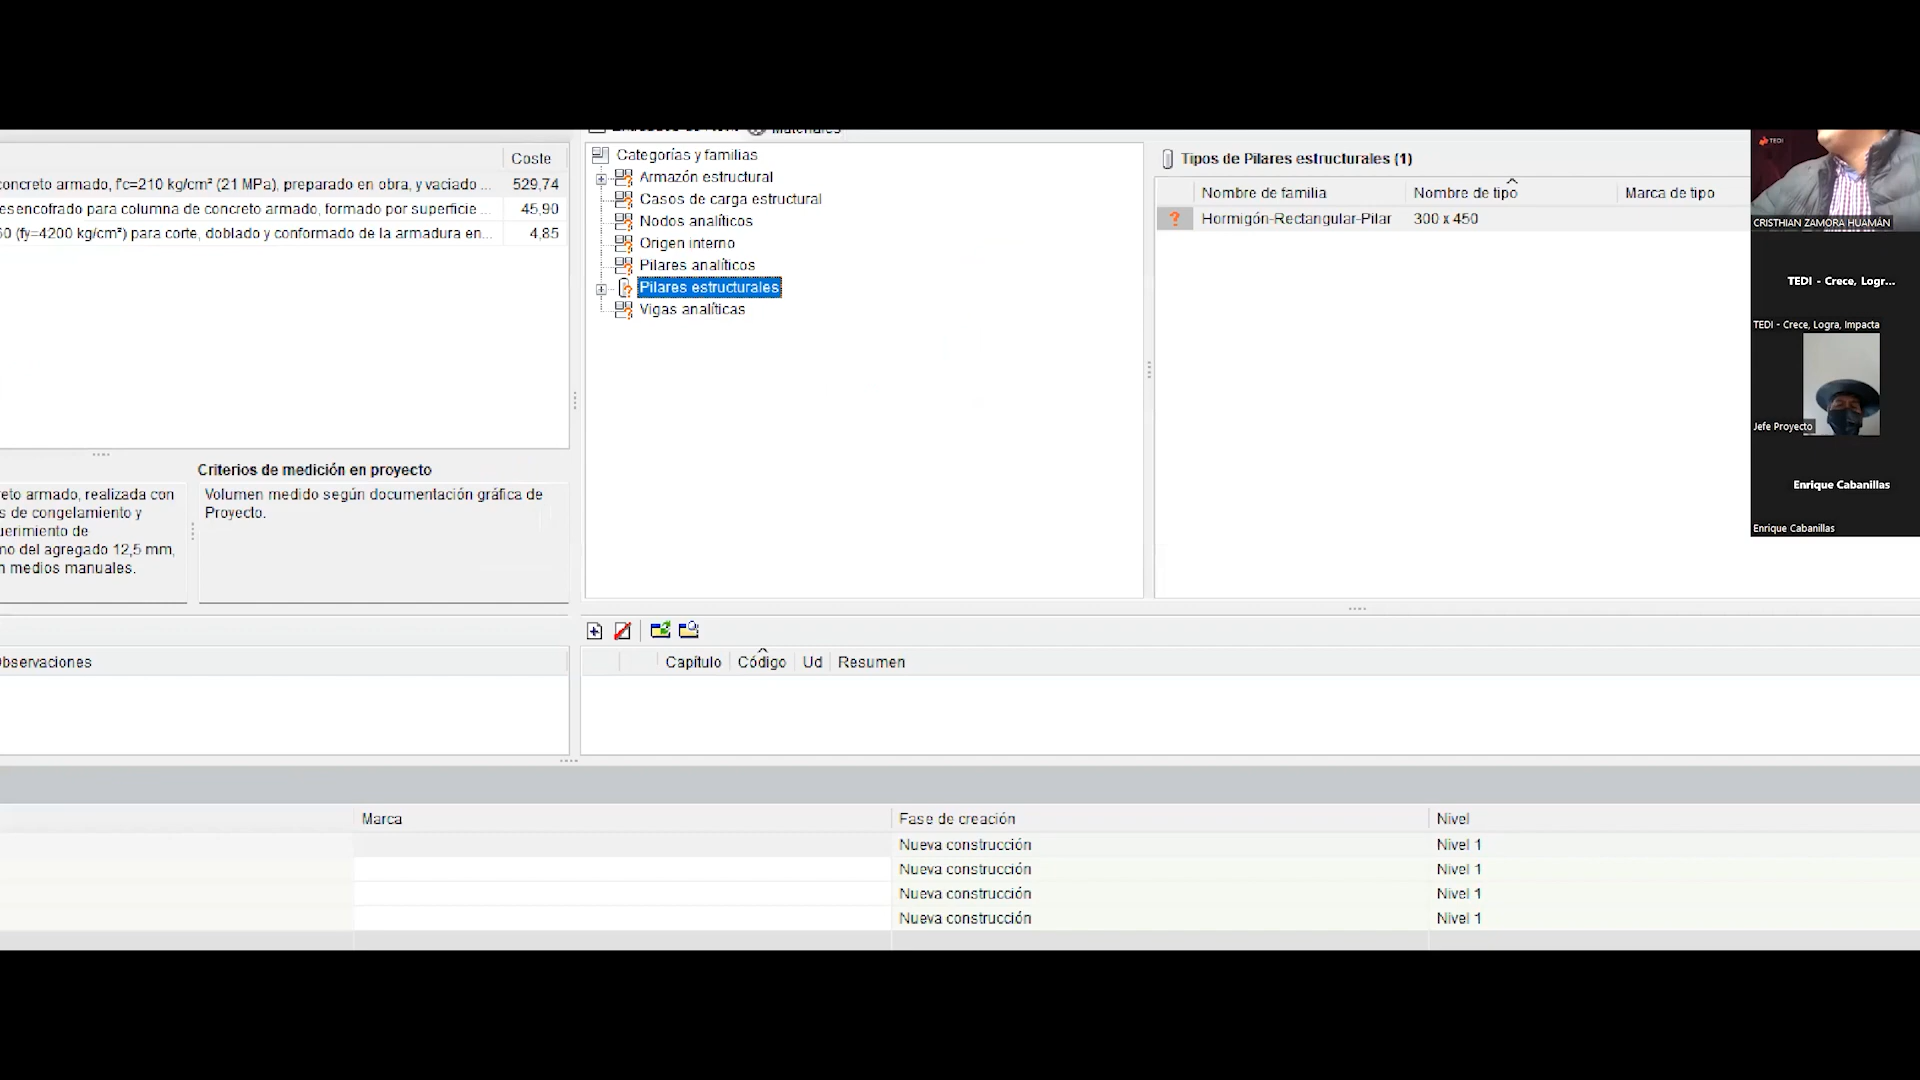 Materiales
Coste
concreto armado, f'c=210 kg/cm² (21 MPa), preparado en obra, y vaciado ... 529,74
esencofrado para columna de concreto armado, formado por superficie ... 45,90
60 (fy=4200 kg/cm²) para corte, doblado y conformado de la armadura en... 4,85
Criterios de medición en proyecto
eto armado, realizada con
s de congelamiento y
uerimiento de
mo del agregado 12,5 mm,
n medios manuales.
Volumen medido según documentación gráfica de
Proyecto.
Observaciones
Categorías y familias
Armazón estructural
Casos de carga estructural
Nodos analíticos
Origen interno
Pilares analíticos
Pilares estructurales
Vigas analíticas
Tipos de Pilares estructurales (1)
Nombre de familia Nombre de tipo Marca de tipo
? Hormigón-Rectangular-Pilar 300 x 450
Capítulo Código Ud Resumen
Marca Fase de creación Nivel
Nueva construcción Nivel 1
Nueva construcción Nivel 1
Nueva construcción Nivel 1
Nueva construcción Nivel 1
TEDI
CRISTHIAN ZAMORA HUAMÁN
TEDI - Crece, Logr...
TEDI - Crece, Logra, Impacta
Jefe Proyecto
Enrique Cabanillas
Enrique Cabanillas